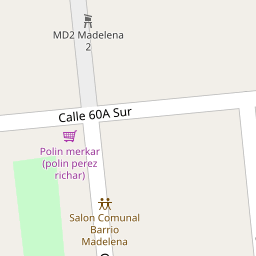 MD2 Madelena
2
Calle 60A Sur
Polin merkar
(polin perez
richar)
Salon Comunal
Barrio
Madelena